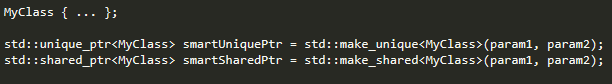 MyClass { ... };
std::unique_ptr<MyClass> smartUniquePtr = std::make_unique<MyClass>(param1, param2);
std::shared_ptr<MyClass> smartSharedPtr = std::make_shared<MyClass>(param1, param2);